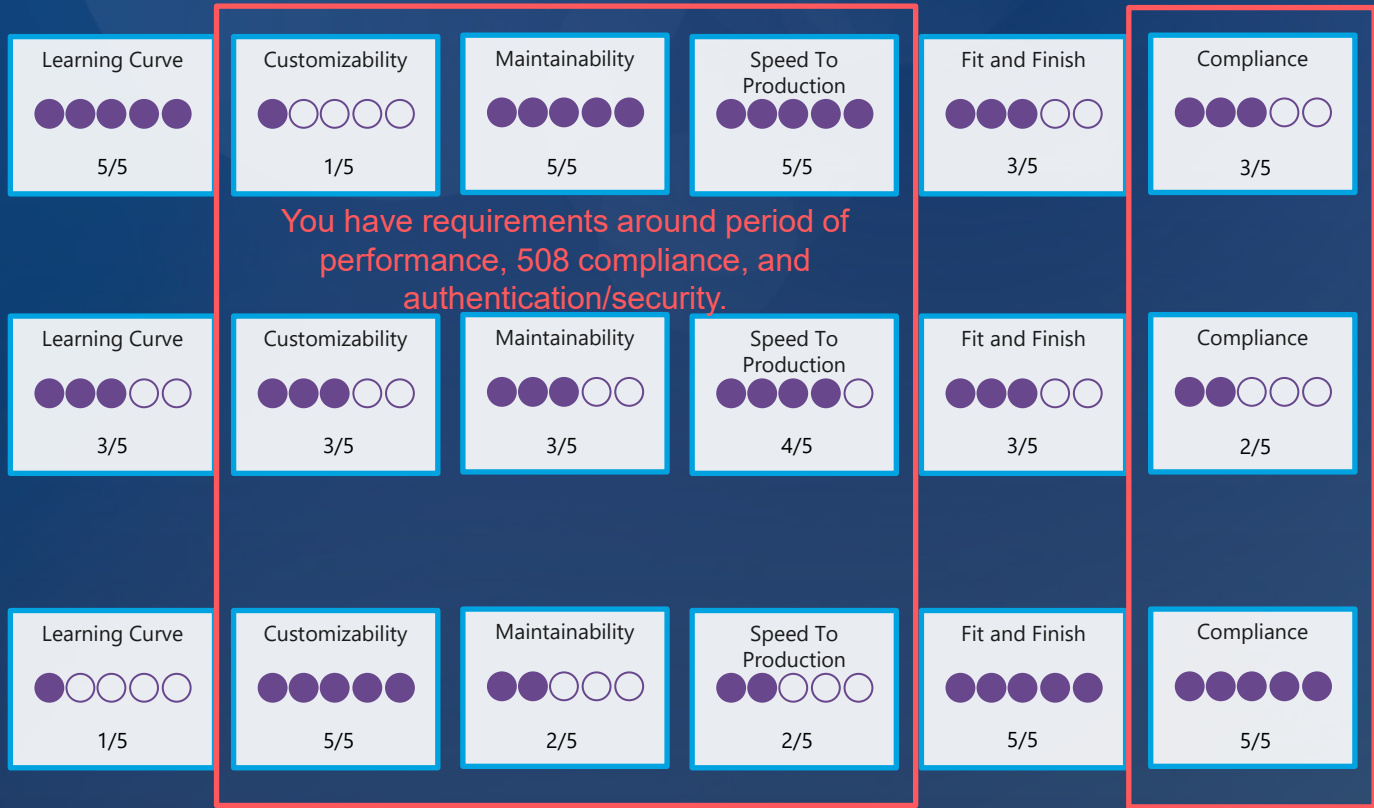 Learning Curve
5/5
Customizability
1/5
Maintainability
5/5
Speed To
Production
5/5
Fit and Finish
3/5
Compliance
3/5
You have requirements around period of
performance, 508 compliance, and
authentication/security.
Learning Curve
3/5
Customizability
3/5
Maintainability
3/5
Speed To
Production
4/5
Fit and Finish
3/5
Compliance
2/5
Learning Curve
1/5
Customizability
5/5
Maintainability
2/5
Speed To
Production
2/5
Fit and Finish
5/5
Compliance
5/5